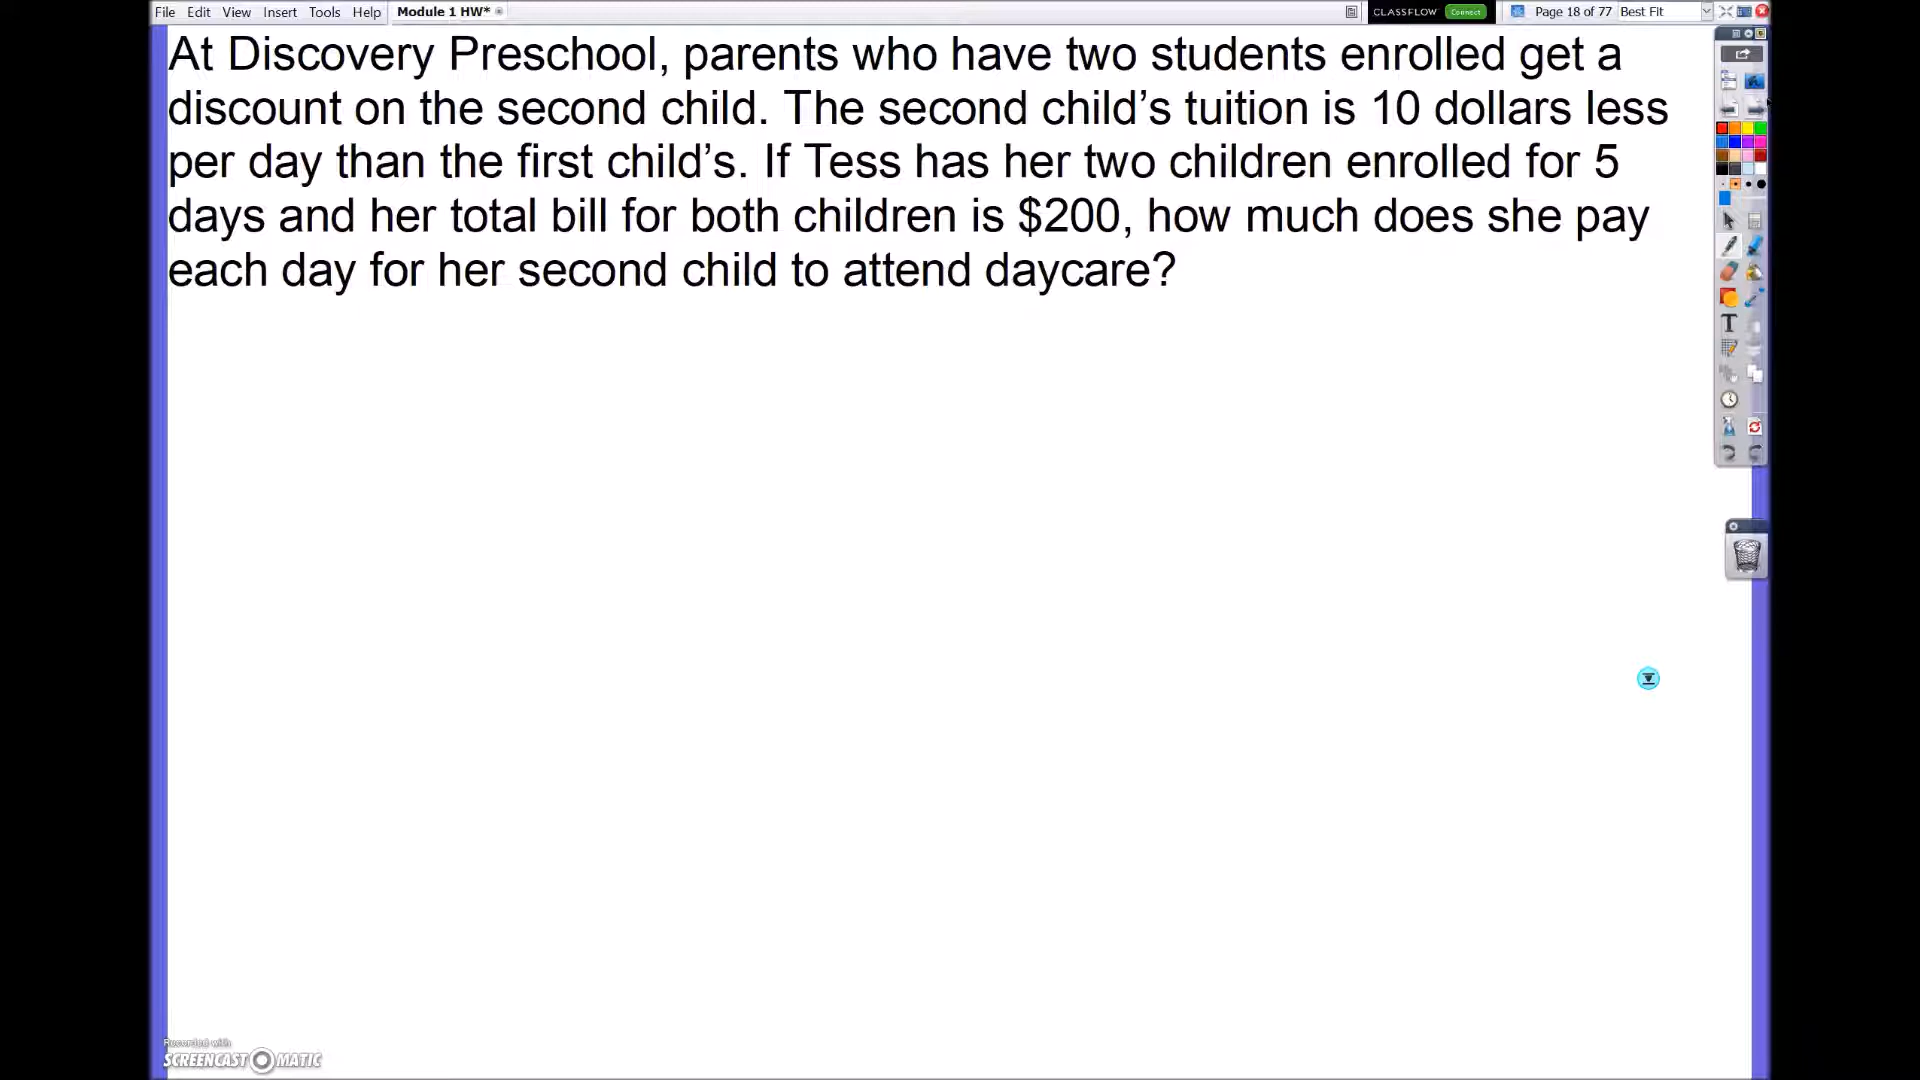 File Edit View Insert Tools Help Module 1 HW* CLASSFLOW Connect Page 18 of 77 Best Fit
At Discovery Preschool, parents who have two students enrolled get a
discount on the second child. The second child’s tuition is 10 dollars less
per day than the first child’s. If Tess has her two children enrolled for 5
days and her total bill for both children is $200, how much does she pay
each day for her second child to attend daycare?
T
Recorded with
SCREENCAST MATIC